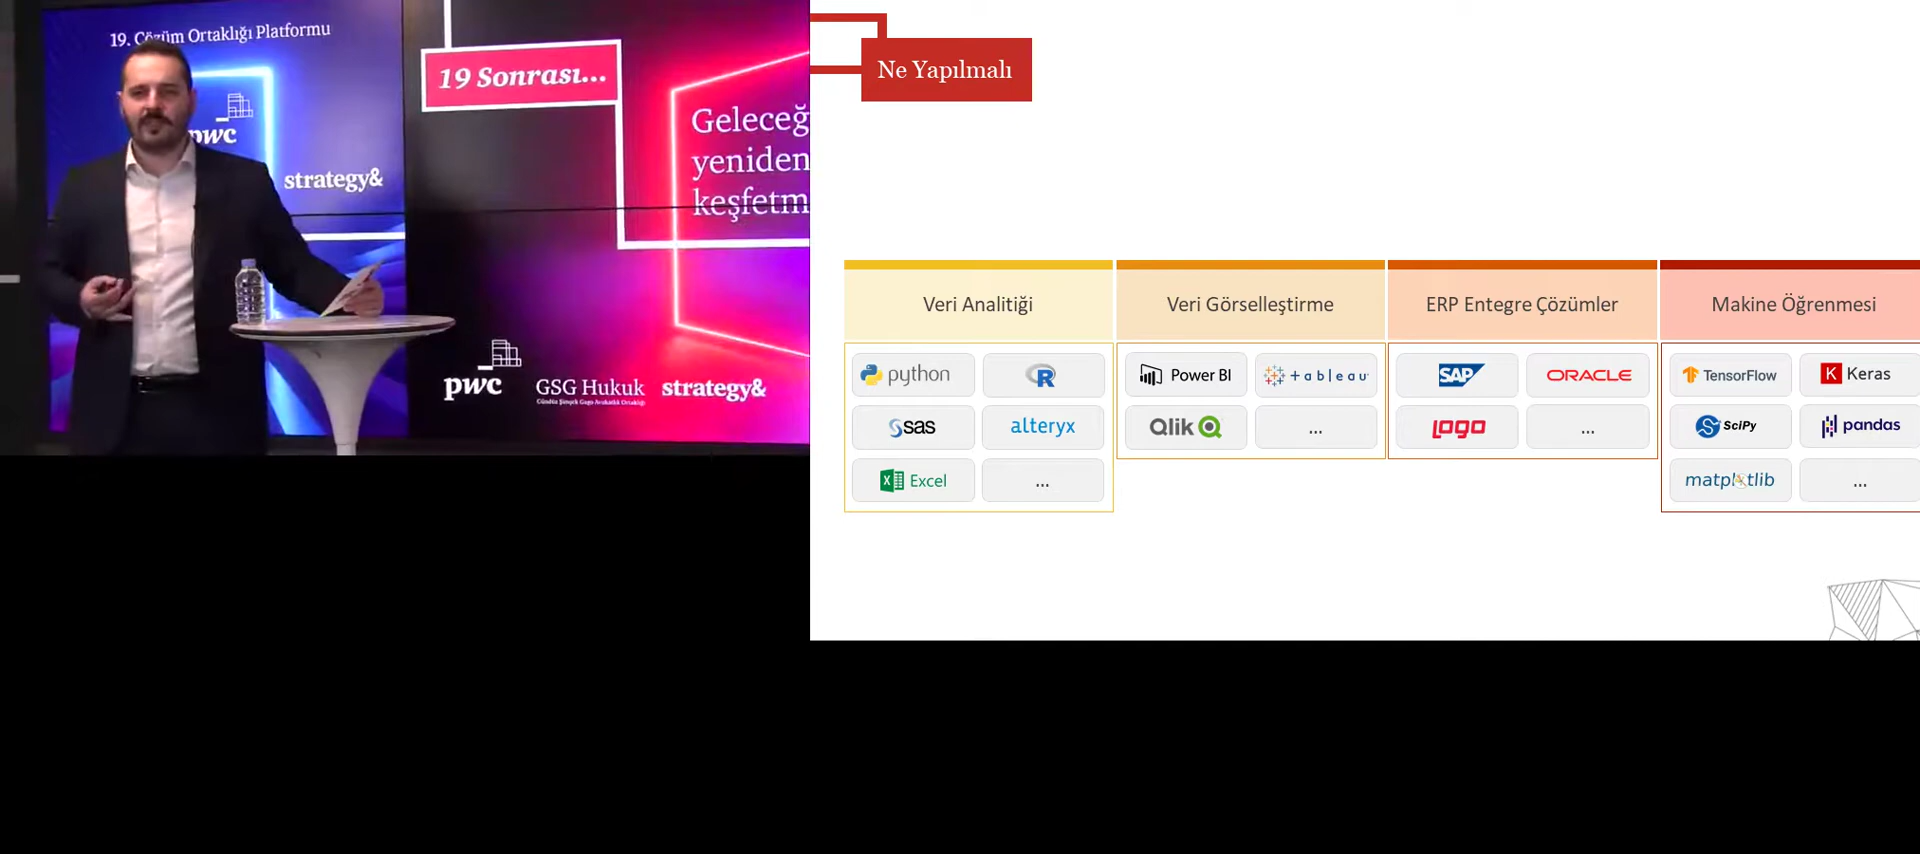 19. Çözüm Ortaklığı Platformu
pwc
strategy&
19 Sonrası...
Geleceğ
yeniden
keşfetm
pwc
GSG Hukuk
strategy&
Ne Yapılmalı
Veri Analitiği
python
R
sas
alteryx
Excel
...
Veri Görselleştirme
Power BI
+ableau
Qlik
...
ERP Entegre Çözümler
SAP
ORACLE
LOGO
...
Makine Öğrenmesi
TensorFlow
Keras
SciPy
pandas
matplotlib
...